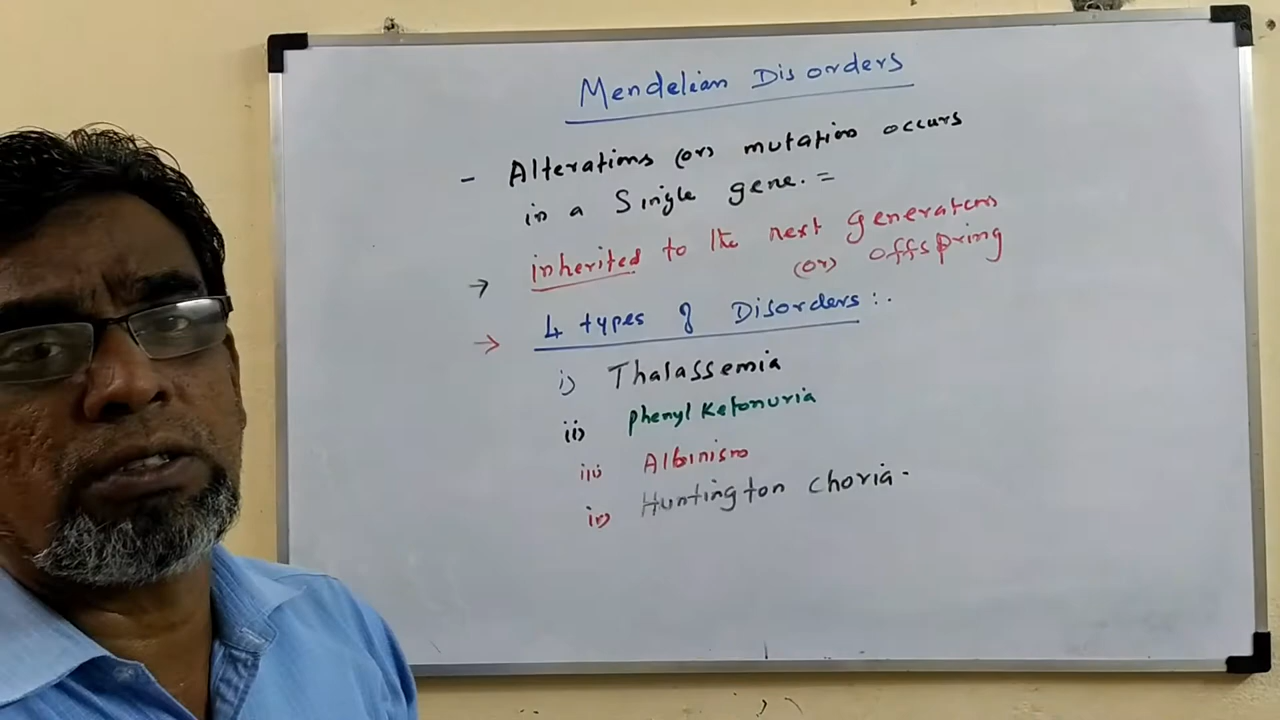 Mendelian Disorders
- Alterations (or) mutation occurs
in a Single gene. =
→ inherited to the next generations
(or) offspring
→ 4 types of Disorders :.
i) Thalassemia
ii) Phenyl Ketonuria
iii) Albinism
iv) Huntington choria.